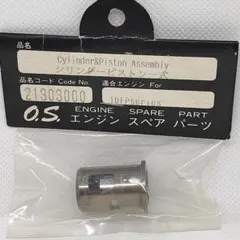 品名
Cylinder&Piston Assembly
シリンダーピストン一式
品名コード Code No.
適合エンジン For
21303000
10FPSeries
O.S. ENGINE SPARE PART
エンジン スペア パーツ